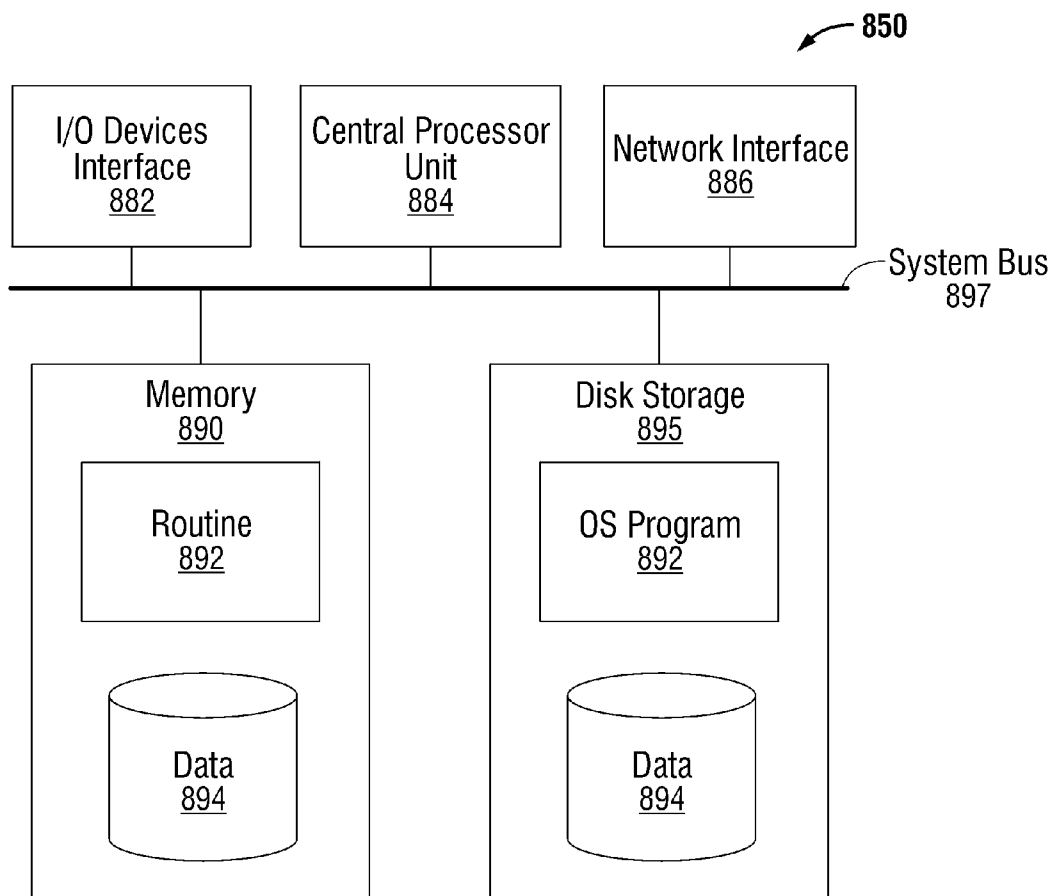 850
I/O Devices
Interface
882
Central Processor
Unit
884
Network Interface
886
System Bus
897
Memory
890
Routine
892
Data
894
Disk Storage
895
OS Program
892
Data
894